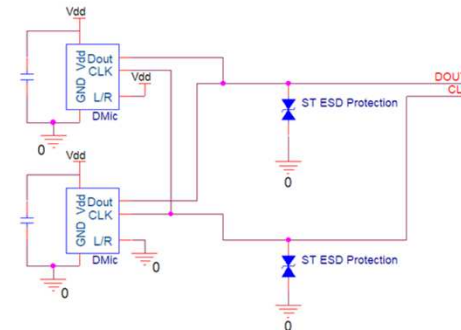 Vdd
Vdd
GND
Dout
CLK
L/R
DMic
Vdd
DOUT
CL
ST ESD Protection
0
0
Vdd
Vdd
GND
Dout
CLK
L/R
DMic
ST ESD Protection
0
0
0